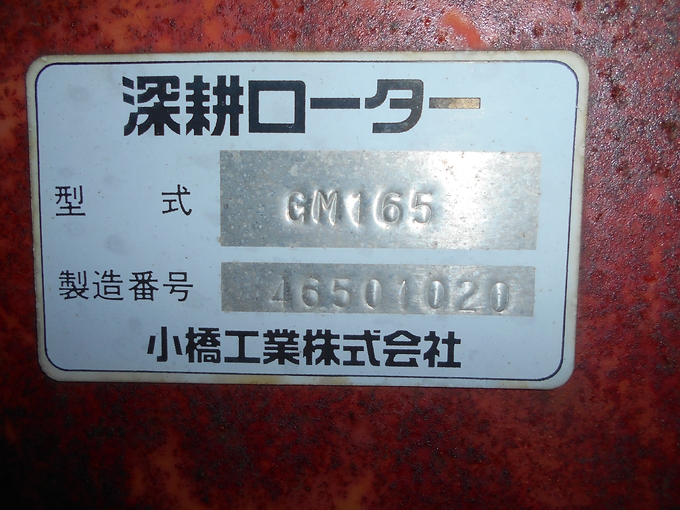 深耕ローター
型式 GM165
製造番号 46501020
小橋工業株式会社